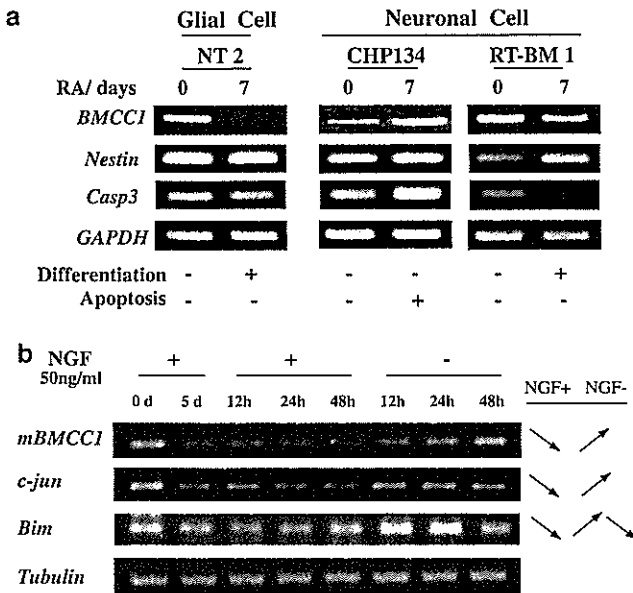 a
Glial Cell Neuronal Cell
NT 2 CHP134 RT-BM 1
RA/ days 0 7 0 7 0 7
BMCC1
Nestin
Casp3
GAPDH
Differentiation - + - - - +
Apoptosis - - - + - -
b
NGF + + -
50ng/ml
0 d 5 d 12h 24h 48h 12h 24h 48h NGF+ NGF-
mBMCC1
c-jun
Bim
Tubulin